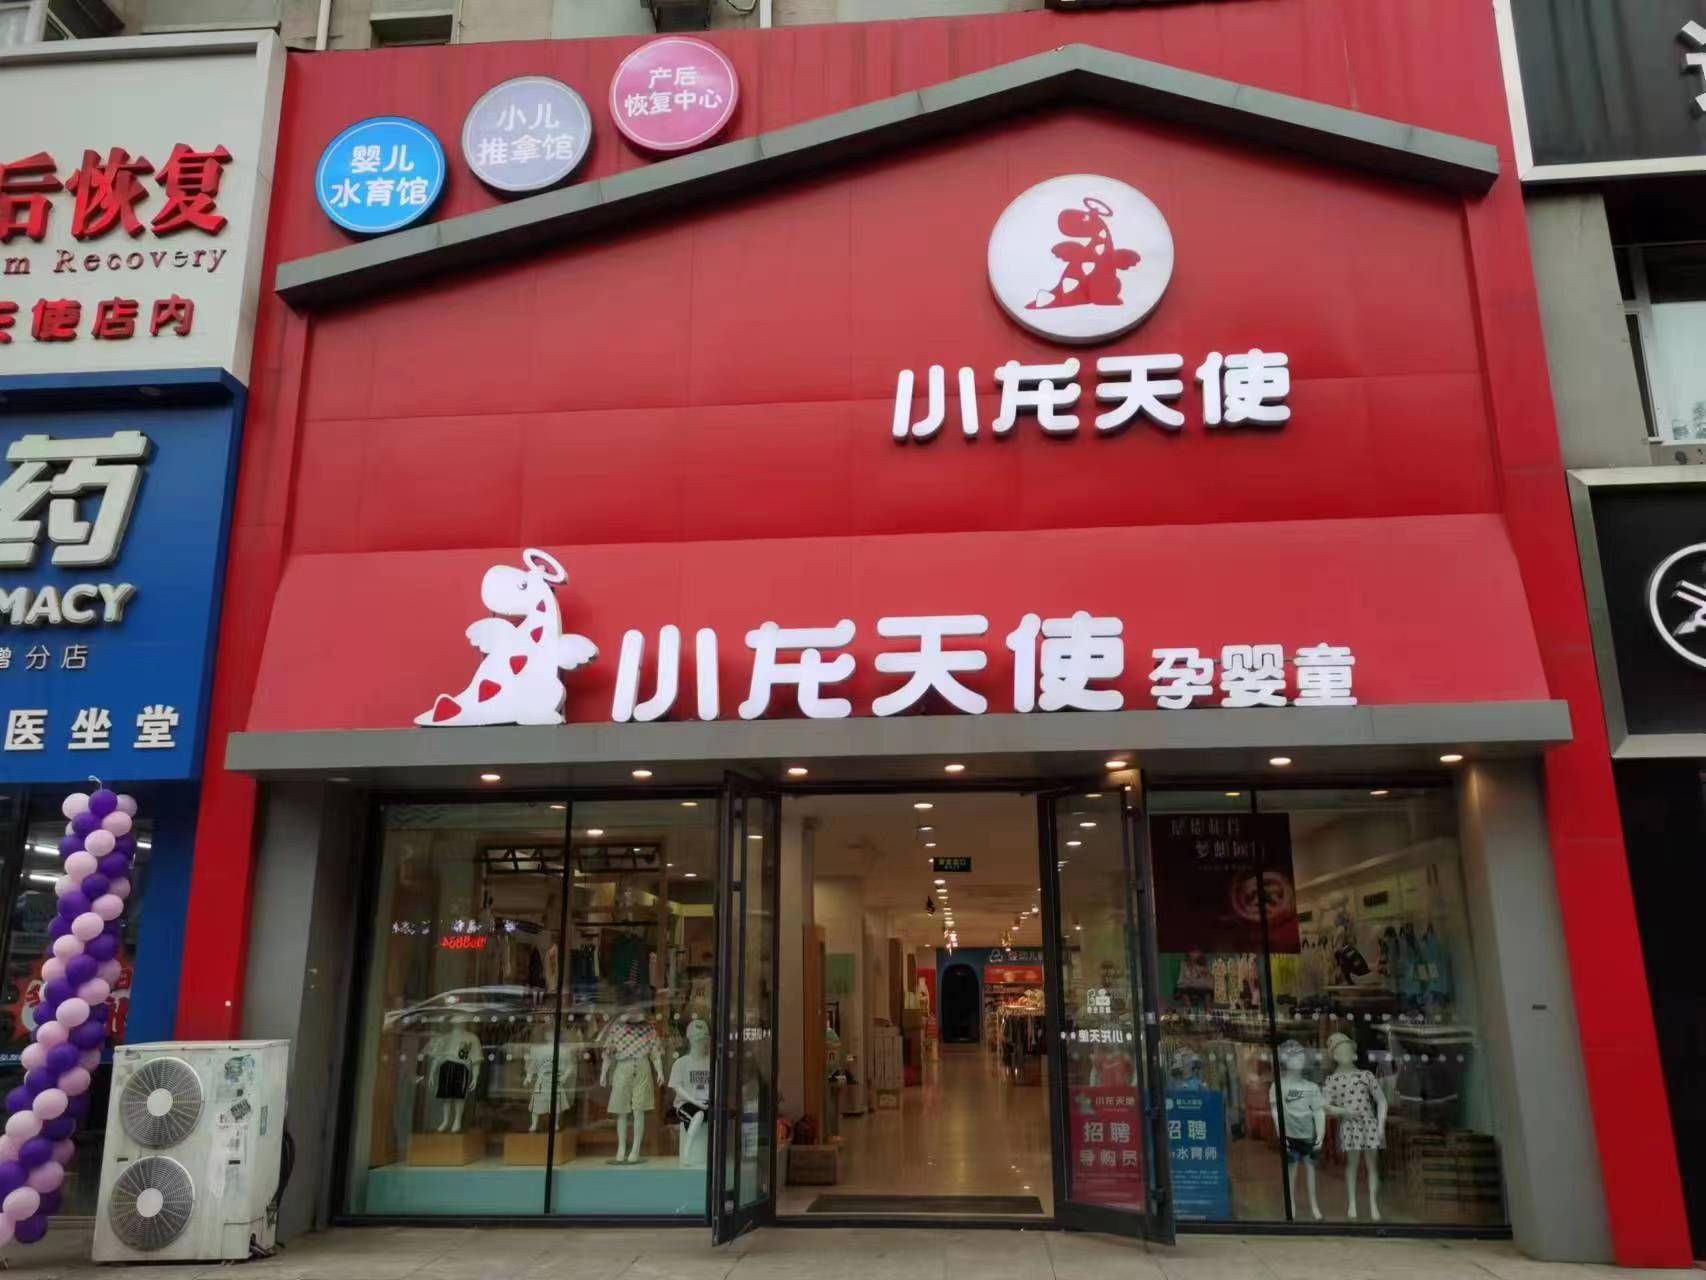 产后
恢复中心
小儿
推拿馆
婴儿
水育馆
后恢复
m Recovery
天使店内
小龙天使
药
MACY
小龙天使 孕婴童
分店
医坐堂
小龙天使
招聘
导购员
招聘
水育师